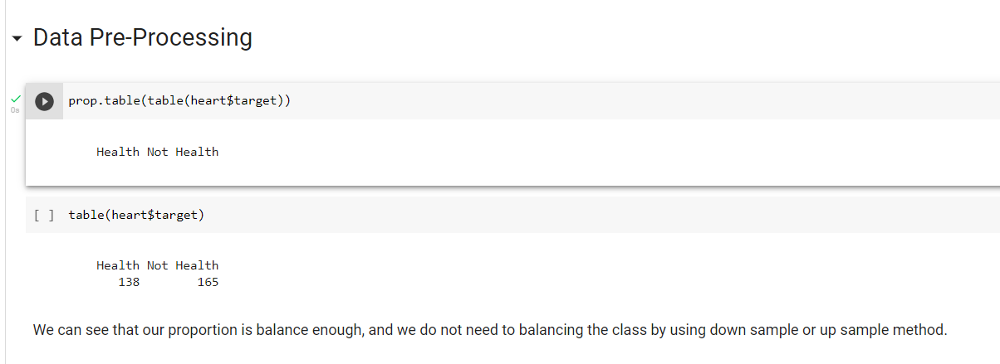 Data Pre-Processing
0s
prop.table(table(heart$target))
Health Not Health
[ ] table(heart$target)
Health Not Health
138 165
We can see that our proportion is balance enough, and we do not need to balancing the class by using down sample or up sample method.